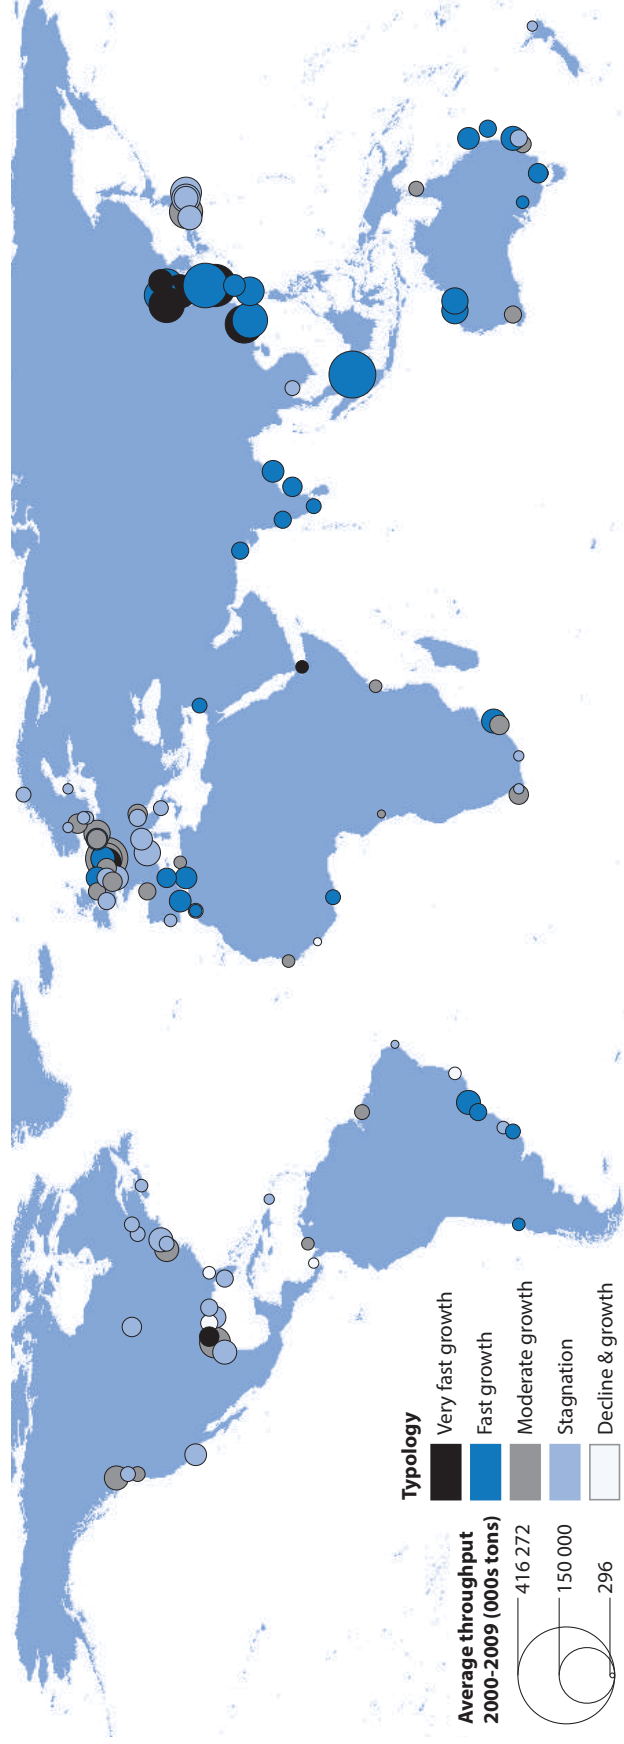 Typology
Very fast growth
Fast growth
Moderate growth
Stagnation
Decline & growth
Average throughput
2000-2009 (000s tons)
416 272
150 000
296